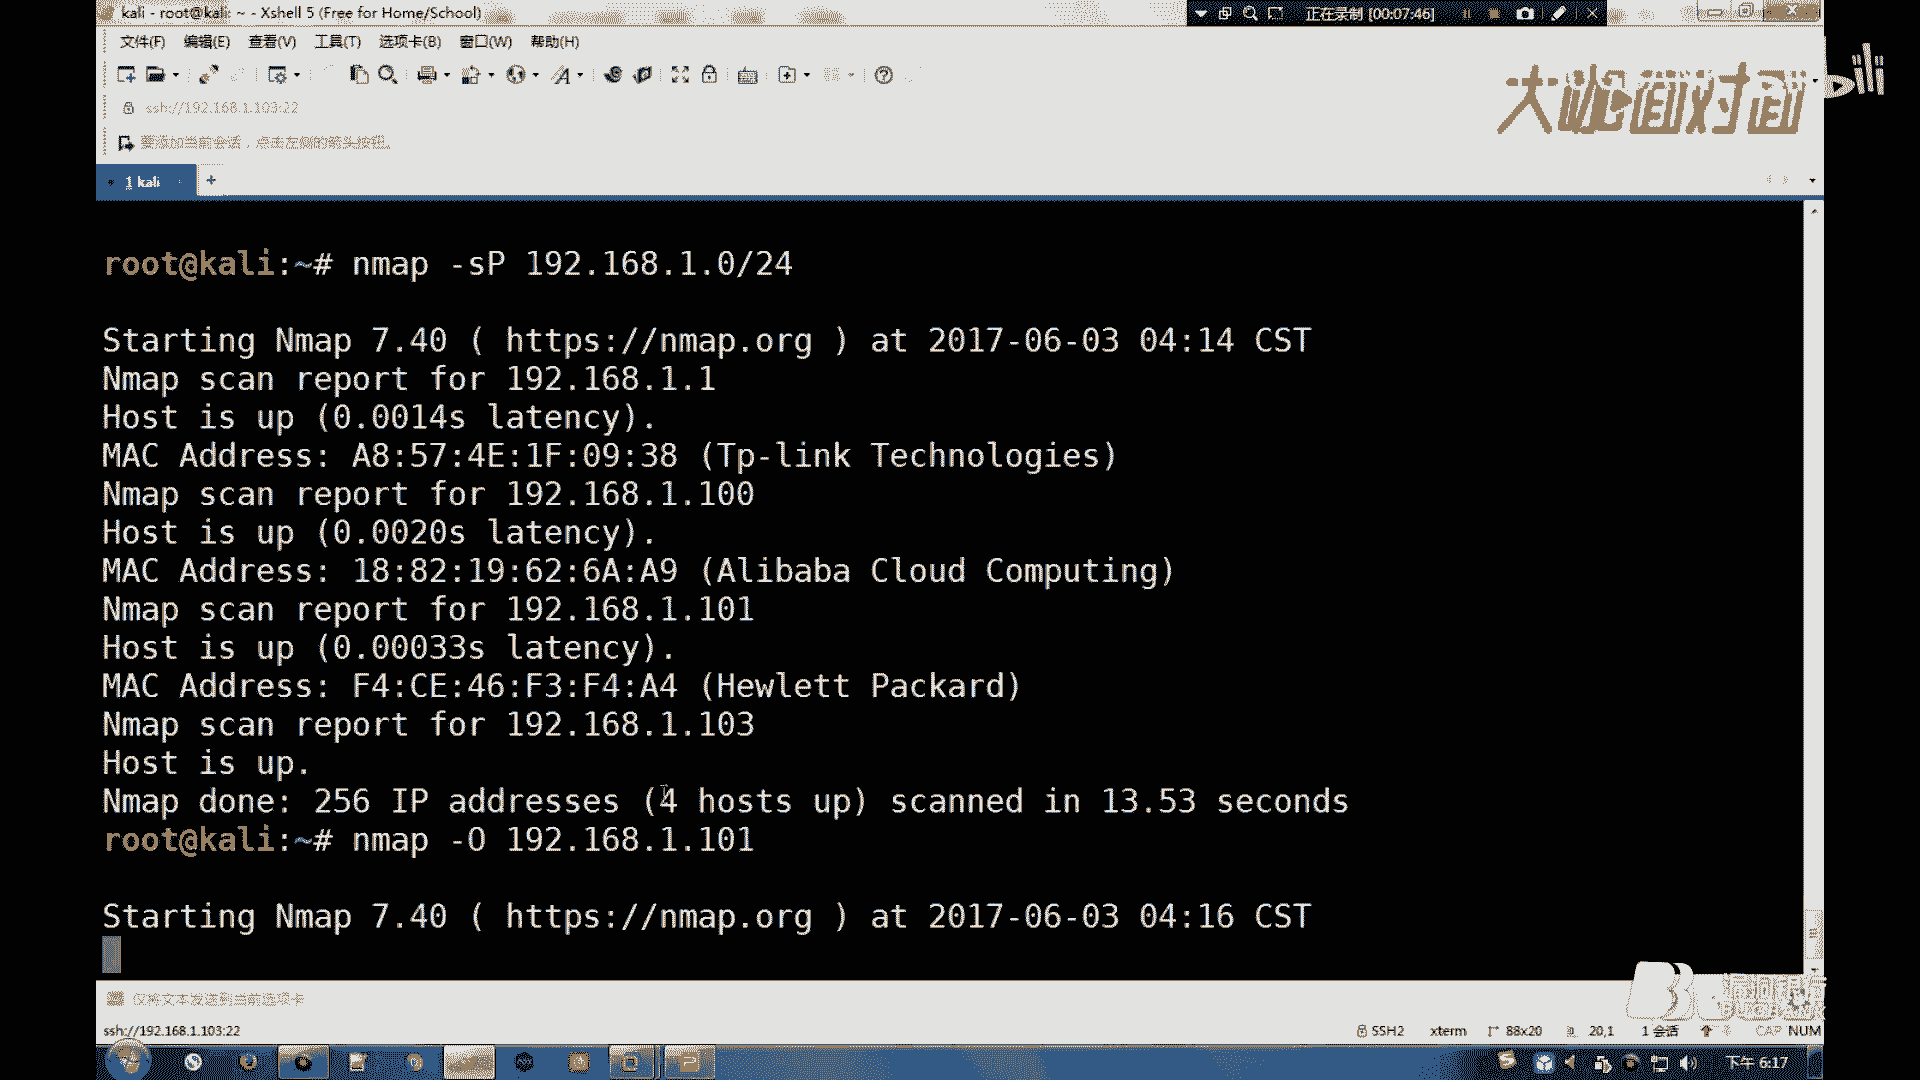 kali - root@kali: ~ - Xshell 5 (Free for Home/School)
正在录制 [00:07:46]
文件(F) 编辑(E) 查看(V) 工具(T) 选项卡(B) 窗口(W) 帮助(H)
ssh://192.168.1.103:22
要添加当前会话，点击左侧的箭头按钮。
大咖面对面
bili
1 kali
root@kali:~# nmap -sP 192.168.1.0/24
Starting Nmap 7.40 ( https://nmap.org ) at 2017-06-03 04:14 CST
Nmap scan report for 192.168.1.1
Host is up (0.0014s latency).
MAC Address: A8:57:4E:1F:09:38 (Tp-link Technologies)
Nmap scan report for 192.168.1.100
Host is up (0.0020s latency).
MAC Address: 18:82:19:62:6A:A9 (Alibaba Cloud Computing)
Nmap scan report for 192.168.1.101
Host is up (0.00033s latency).
MAC Address: F4:CE:46:F3:F4:A4 (Hewlett Packard)
Nmap scan report for 192.168.1.103
Host is up.
Nmap done: 256 IP addresses (4 hosts up) scanned in 13.53 seconds
root@kali:~# nmap -O 192.168.1.101
Starting Nmap 7.40 ( https://nmap.org ) at 2017-06-03 04:16 CST
仅将文本发送到当前选项卡
ssh://192.168.1.103:22
SSH2 xterm 88x20 20,1 1 会话 CAP NUM
下午 6:17